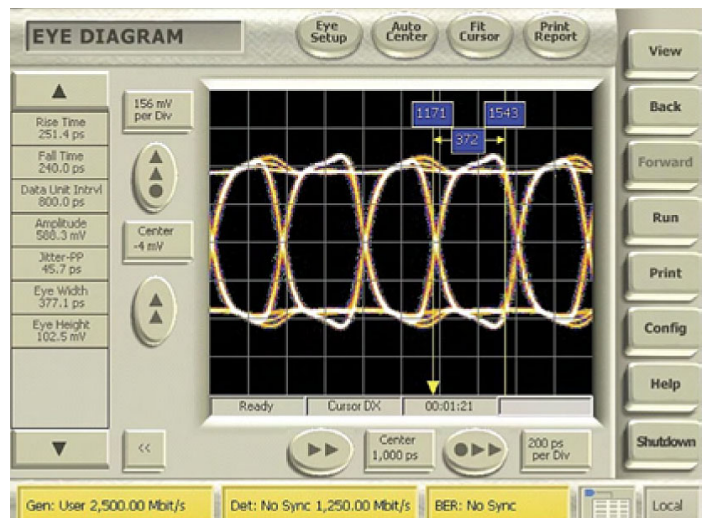 EYE DIAGRAM
Eye Setup
Auto Center
Fit Cursor
Print Report
View
Back
Forward
Run
Print
Config
Help
Shutdown
Rise Time
251.4 ps
Fall Time
240.0 ps
Data Unit Intrvl
800.0 ps
Amplitude
588.3 mV
Jitter-PP
45.7 ps
Eye Width
377.1 ps
Eye Height
102.5 mV
156 mV
per Div
Center
-4 mV
1171
1543
372
Ready
Cursor DX
00:01:21
<<
Center
1,000 ps
200 ps
per Div
Gen: User 2,500.00 Mbit/s
Det: No Sync 1,250.00 Mbit/s
BER: No Sync
Local